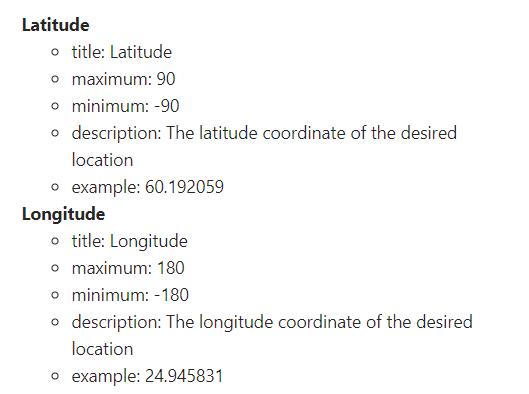 Latitude
title: Latitude
maximum: 90
minimum: -90
description: The latitude coordinate of the desired
location
example: 60.192059
Longitude
title: Longitude
maximum: 180
minimum: -180
description: The longitude coordinate of the desired
location
example: 24.945831